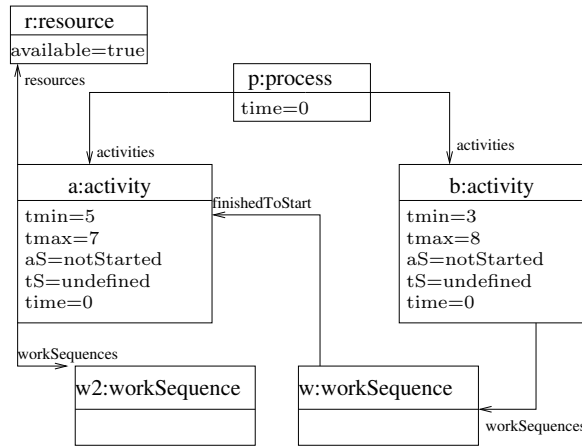 r:resource
available=true
resources
p:process
time=0
activities
activities
a:activity
tmin=5
tmax=7
aS=notStarted
tS=undefined
time=0
finishedToStart
b:activity
tmin=3
tmax=8
aS=notStarted
tS=undefined
time=0
workSequences
w2:workSequence
w:workSequence
workSequences